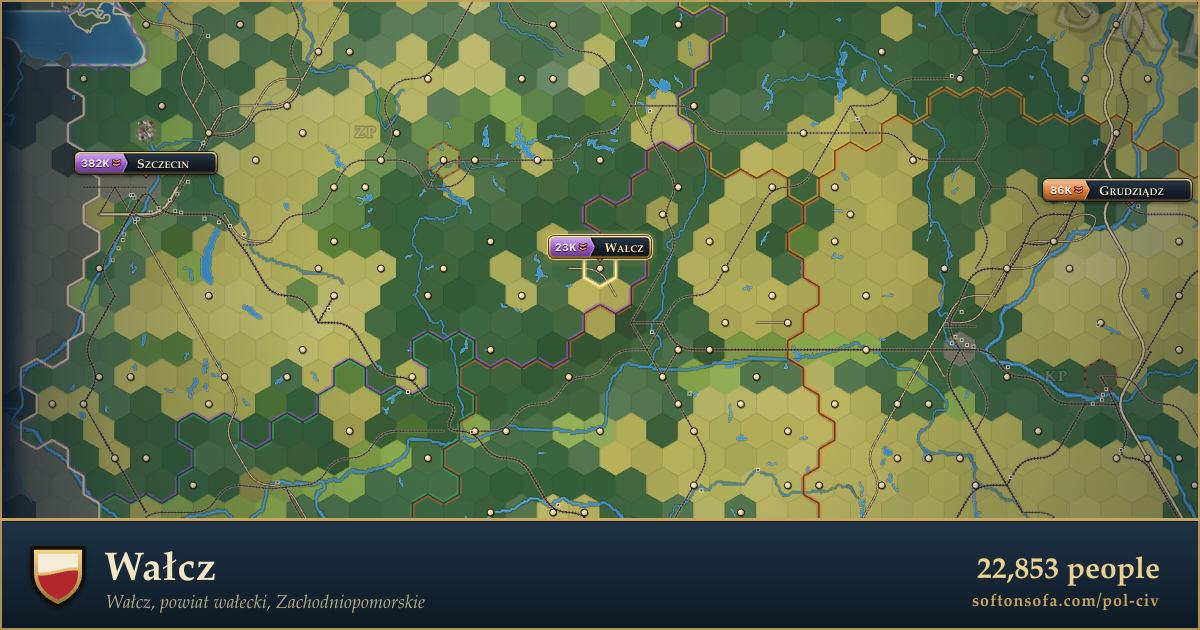 PSKI
ZP
382K Szczecin
86K Grudziądz
23K Wałcz
KP
Wałcz
22,853 people
Wałcz, powiat wałecki, Zachodniopomorskie
softonsofa.com/pol-civ